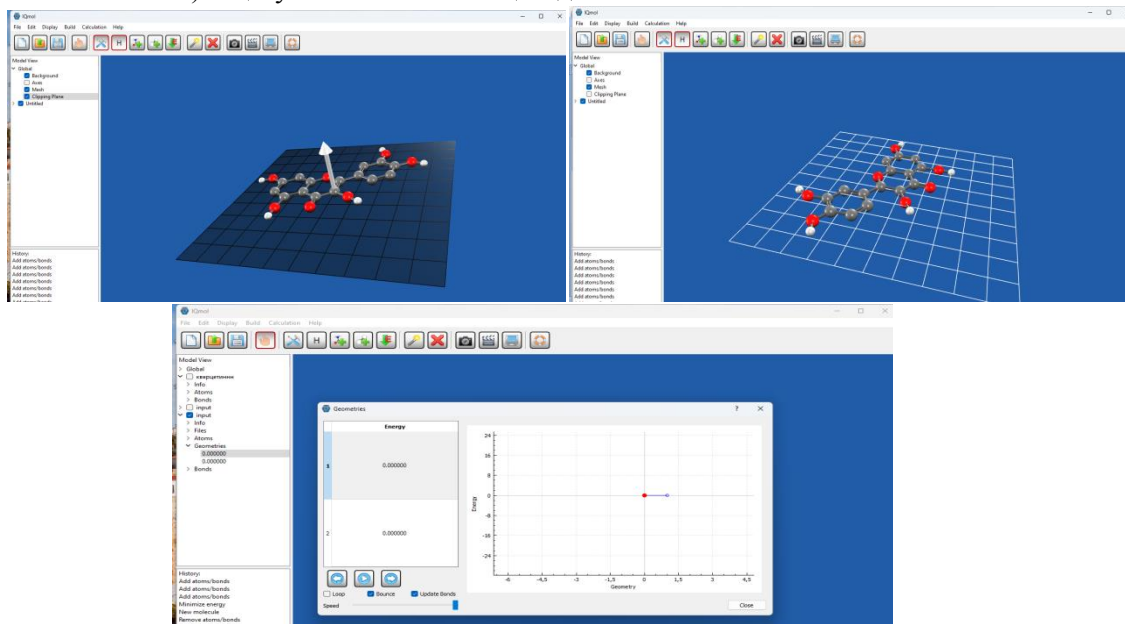 IQmol
File Edit Display Build Calculation Help
H
Model View
Global
Background
Axes
Mesh
Clipping Plane
Untitled
History:
Add atoms/bonds
Add atoms/bonds
Add atoms/bonds
Add atoms/bonds
Add atoms/bonds
Add atoms/bonds
IQmol
File Edit Display Build Calculation Help
H
Model View
Global
Background
Axes
Mesh
Clipping Plane
Untitled
History:
Add atoms/bonds
Add atoms/bonds
Add atoms/bonds
Add atoms/bonds
Add atoms/bonds
Add atoms/bonds
IQmol
File Edit Display Build Calculation Help
H
Model View
Global
Info
Atoms
Bonds
input
input
Info
Files
Atoms
Geometries
0.000000
0.000000
Bonds
History:
Add atoms/bonds
Add atoms/bonds
Add atoms/bonds
Minimize energy
New molecule
Remove atoms/bonds
Geometries ? ×
Energy
0.000000
2 0.000000
Loop Bounce Update Bonds
Speed
24
16
8
0
-8
-16
-24
Energy
-6 -4,5 -3 -1,5 0 1,5 3 4,5
Geometry
Close